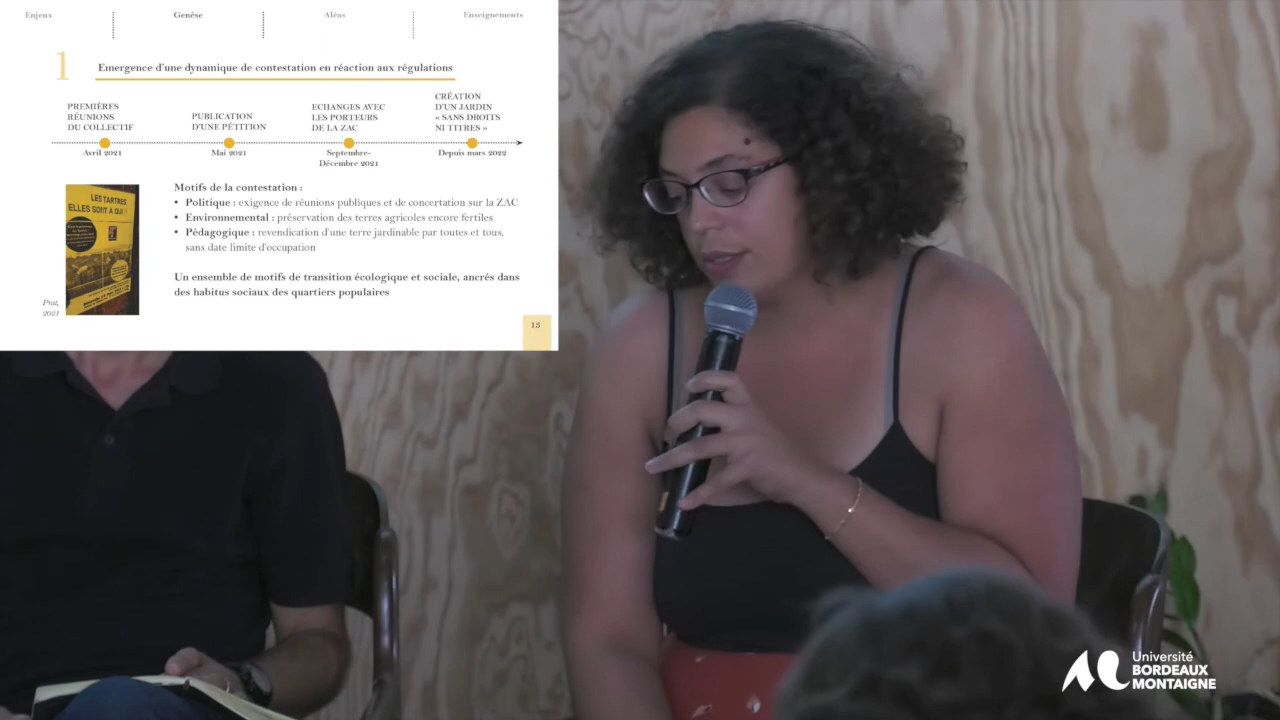 Enjeux
Genèse
Aléas
Enseignements
1
Emergence d'une dynamique de contestation en réaction aux régulations
PREMIÈRES
RÉUNIONS
DU COLLECTIF
PUBLICATION
D'UNE PÉTITION
ECHANGES AVEC
LES PORTEURS
DE LA ZAC
CRÉATION
D'UN JARDIN
« SANS DROITS
NI TITRES »
Avril 2021
Mai 2021
Septembre-
Décembre 2021
Depuis mars 2022
LES TARTRES
ELLES SONT A QUI ?
Prat,
2021
Motifs de la contestation :
• Politique : exigence de réunions publiques et de concertation sur la ZAC
• Environnemental : préservation des terres agricoles encore fertiles
• Pédagogique : revendication d'une terre jardinable par toutes et tous,
sans date limite d'occupation
Un ensemble de motifs de transition écologique et sociale, ancrés dans
des habitus sociaux des quartiers populaires
13
Université
BORDEAUX
MONTAIGNE